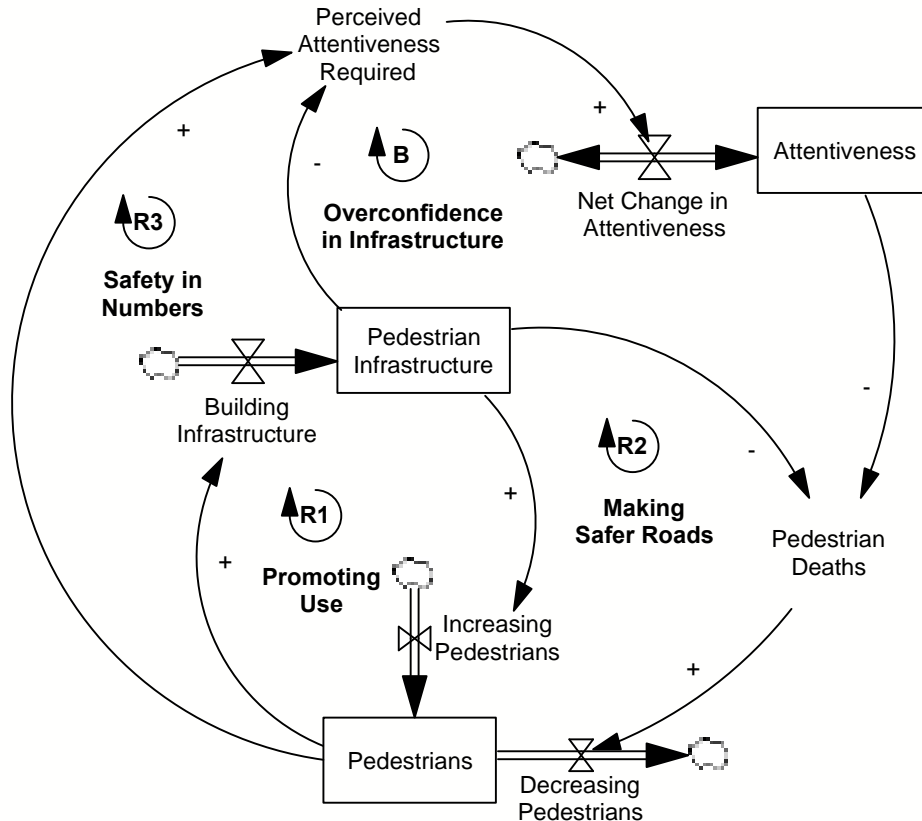 Perceived
Attentiveness
Required
+
+
-
B
Attentiveness
Net Change in
Attentiveness
R3
Overconfidence
in Infrastructure
Safety in
Numbers
Pedestrian
Infrastructure
-
Building
Infrastructure
R2
-
+
R1
Making
Safer Roads
Pedestrian
Deaths
+
Promoting
Use
Increasing
Pedestrians
+
Pedestrians
Decreasing
Pedestrians